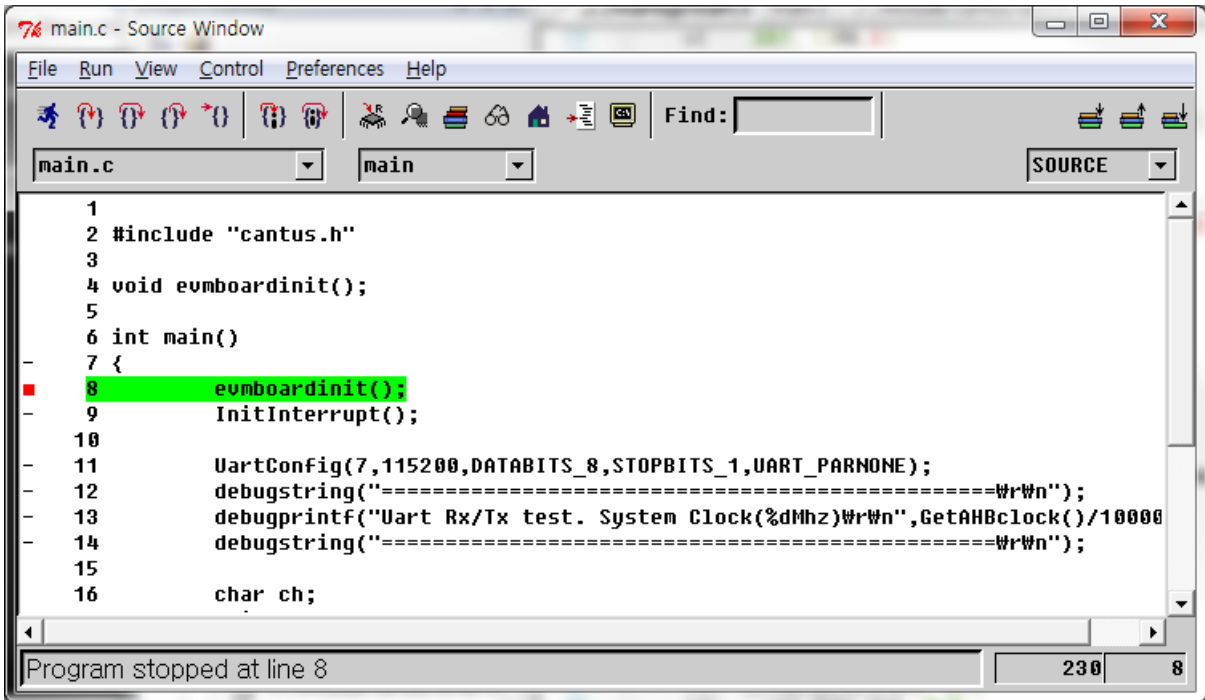 main.c - Source Window
File Run View Control Preferences Help
Find:
main.c main SOURCE
1
2 #include "cantus.h"
3
4 void evmboardinit();
5
6 int main()
7 {
8 evmboardinit();
9 InitInterrupt();
10
11 UartConfig(7,115200,DATABITS_8,STOPBITS_1,UART_PARNONE);
12 debugstring("================================================₩r₩n");
13 debugprintf("Uart Rx/Tx test. System Clock(%dMhz)₩r₩n",GetAHBclock()/10000
14 debugstring("================================================₩r₩n");
15
16 char ch;
Program stopped at line 8 230 8